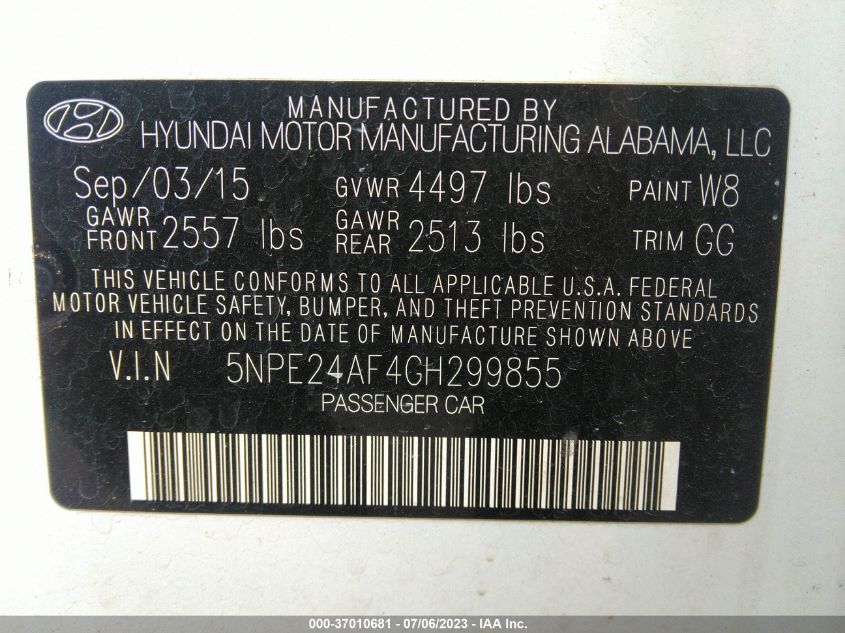 MANUFACTURED BY
HYUNDAI MOTOR MANUFACTURING ALABAMA, LLC
Sep/03/15 GVWR 4497 lbs PAINT W8
GAWR FRONT 2557 lbs GAWR REAR 2513 lbs TRIM GG
THIS VEHICLE CONFORMS TO ALL APPLICABLE U.S.A. FEDERAL
MOTOR VEHICLE SAFETY, BUMPER, AND THEFT PREVENTION STANDARDS
IN EFFECT ON THE DATE OF MANUFACTURE SHOWN ABOVE
V.I.N 5NPE24AF4GH299855
PASSENGER CAR
000-37010681 - 07/06/2023 - IAA Inc.